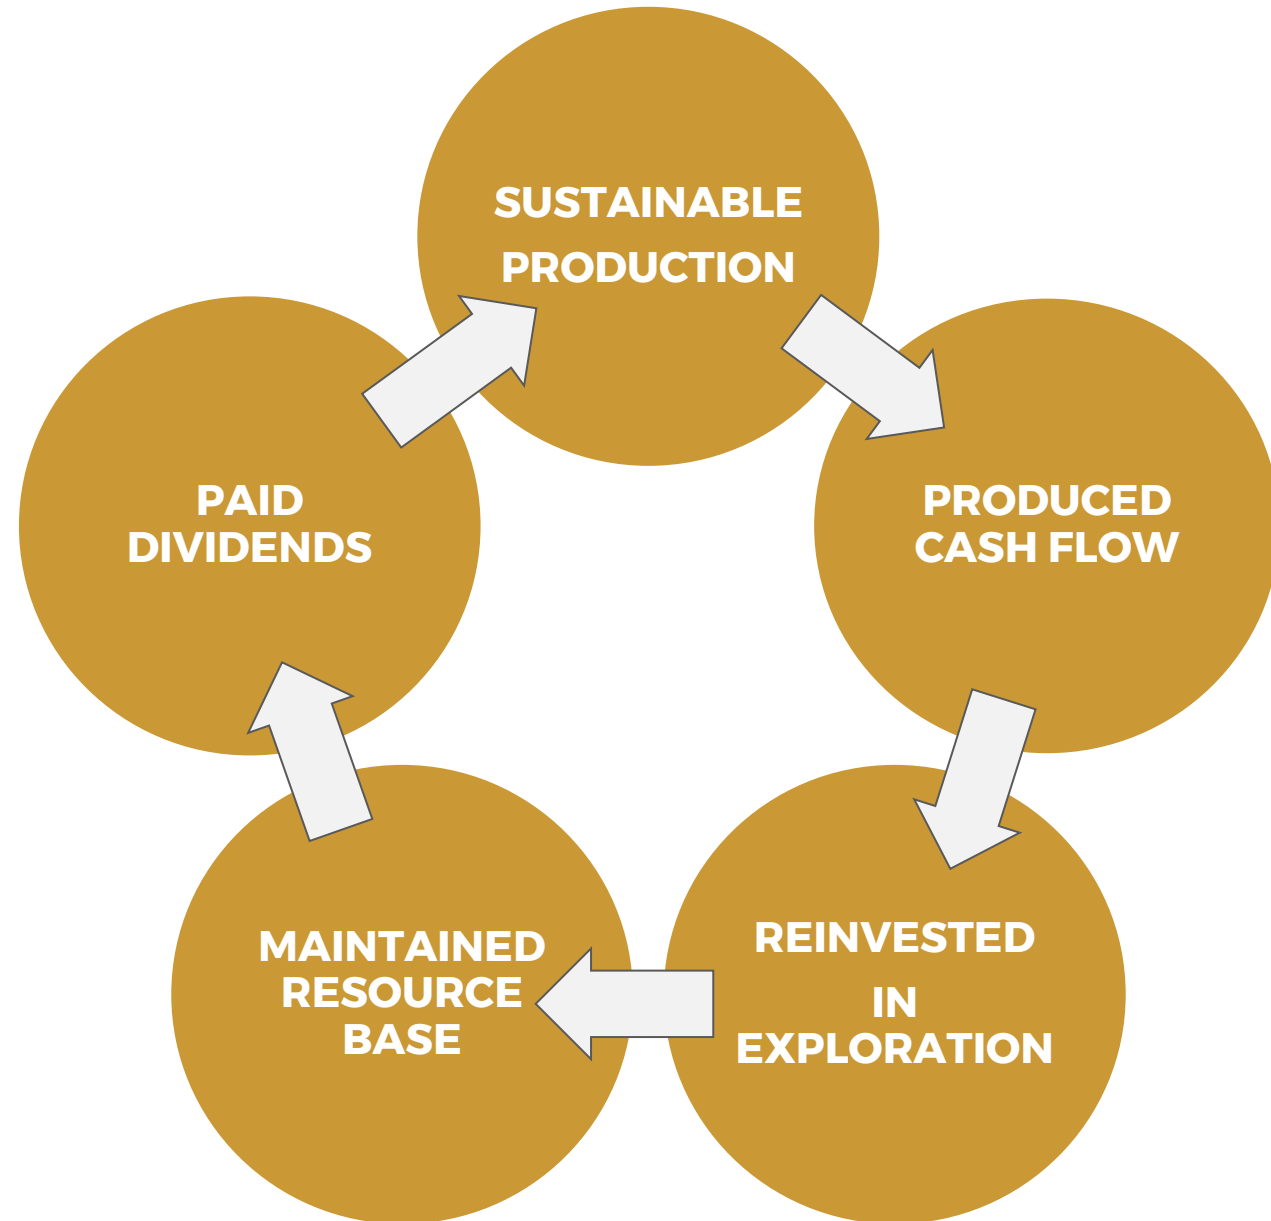 SUSTAINABLE
PRODUCTION
PRODUCED
CASH FLOW
REINVESTED
IN
EXPLORATION
MAINTAINED
RESOURCE
BASE
PAID
DIVIDENDS